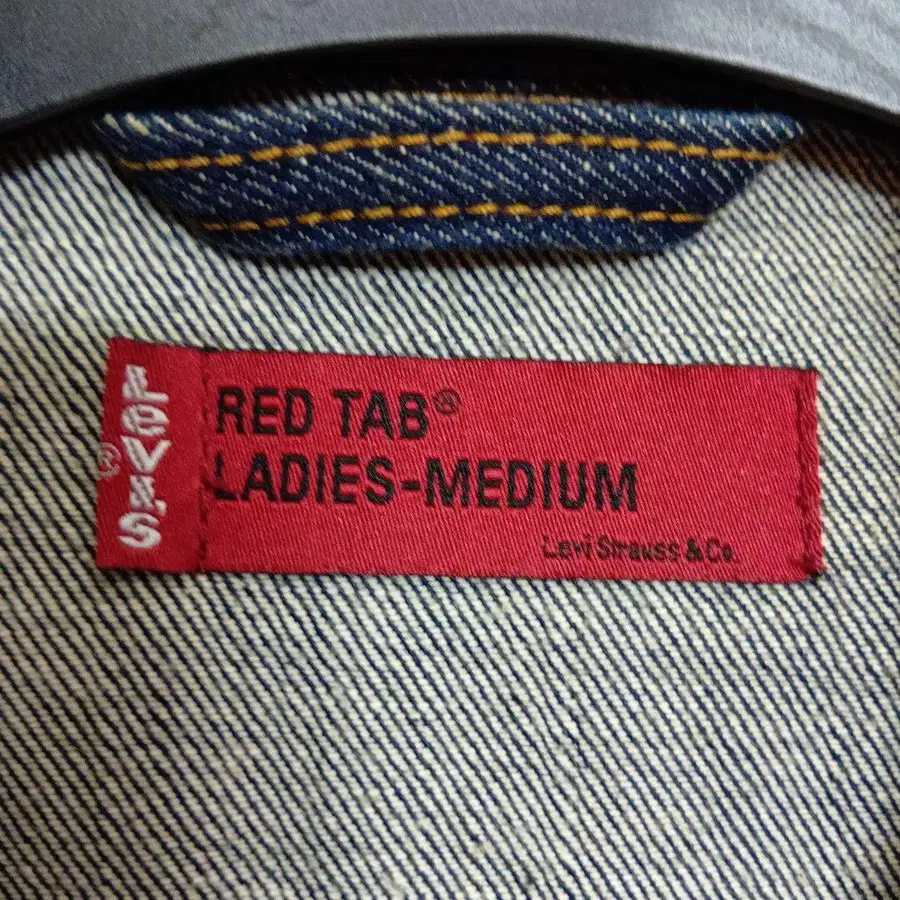 LEVI'S
®
RED TAB®
LADIES-MEDIUM
Levi Strauss & Co.